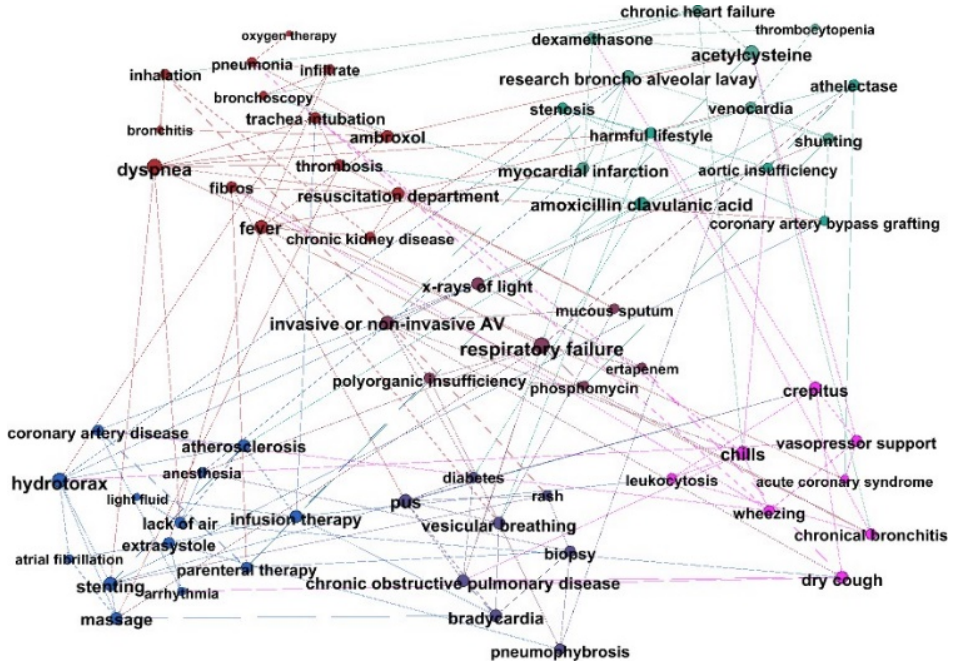 chronic heart failure
thrombocytopenia
oxygen therapy
dexamethasone
acetylcysteine
pneumonia
infiltrate
inhalation
research broncho alveolar lavay
athelectase
bronchoscopy
stenosis
venocardia
trachea intubation
bronchitis
ambroxol
harmful lifestyle
shunting
dyspnea
thrombosis
myocardial infarction
aortic insufficiency
fibros
resuscitation department
amoxicillin clavulanic acid
coronary artery bypass grafting
fever
chronic kidney disease
x-rays of light
mucous sputum
invasive or non-invasive AV
respiratory failure
ertapenem
polyorganic insufficiency
phosphomycin
crepitus
coronary artery disease
atherosclerosis
vasopressor support
chills
anesthesia
hydrotorax
diabetes
leukocytosis
acute coronary syndrome
light fluid
pus
rash
wheezing
lack of air
infusion therapy
vesicular breathing
chronical bronchitis
extrasystole
biopsy
atrial fibrillation
parenteral therapy
stenting
chronic obstructive pulmonary disease
dry cough
arrhythmia
massage
bradycardia
pneumophybrosis